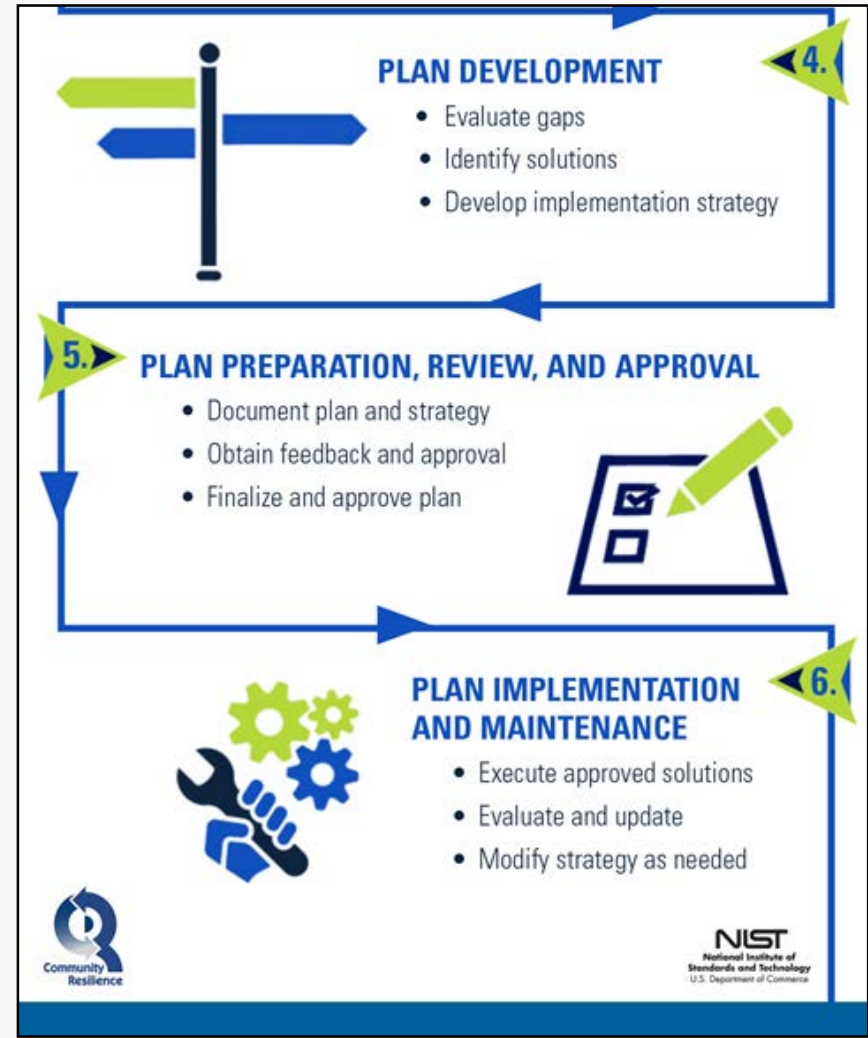 4.
PLAN DEVELOPMENT
• Evaluate gaps
• Identify solutions
• Develop implementation strategy
5.
PLAN PREPARATION, REVIEW, AND APPROVAL
• Document plan and strategy
• Obtain feedback and approval
• Finalize and approve plan
6.
PLAN IMPLEMENTATION
AND MAINTENANCE
• Execute approved solutions
• Evaluate and update
• Modify strategy as needed
Community
Resilience
NIST
National Institute of
Standards and Technology
U.S. Department of Commerce